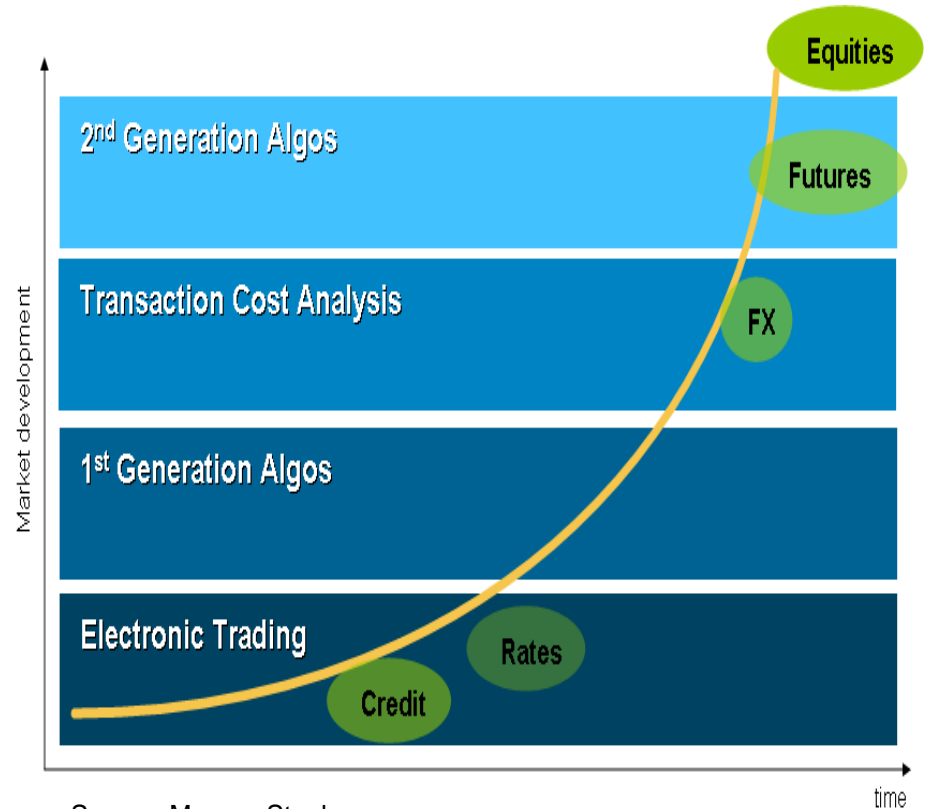 Equities
2nd Generation Algos
Futures
Transaction Cost Analysis
FX
Market development
1st Generation Algos
Electronic Trading
Rates
Credit
time